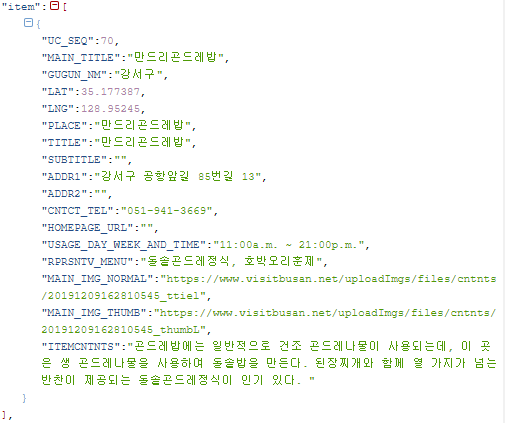 "item": [
{
"UC_SEQ":70,
"MAIN_TITLE":"만드리곤드레밥",
"GUGUN_NM":"강서구",
"LAT":35.177387,
"LNG":128.95245,
"PLACE":"만드리곤드레밥",
"TITLE":"만드리곤드레밥",
"SUBTITLE":"",
"ADDR1":"강서구 공항앞길 85번길 13",
"ADDR2":"",
"CNTCT_TEL":"051-941-3669",
"HOMEPAGE_URL":"",
"USAGE_DAY_WEEK_AND_TIME":"11:00a.m. ~ 21:00p.m.",
"RPRSNTV_MENU":"돌솥곤드레정식, 호박오리훈제",
"MAIN_IMG_NORMAL":"https://www.visitbusan.net/uploadImgs/files/cntnts
/20191209162810545_ttiel",
"MAIN_IMG_THUMB":"https://www.visitbusan.net/uploadImgs/files/cntnts/
20191209162810545_thumbL",
"ITEMCNTNTS":"곤드레밥에는 일반적으로 건조 곤드레나물이 사용되는데, 이 곳
은 생 곤드레나물을 사용하여 돌솥밥을 만든다. 된장찌개와 함께 열 가지가 넘는
반찬이 제공되는 돌솥곤드레정식이 인기 있다. "
}
],